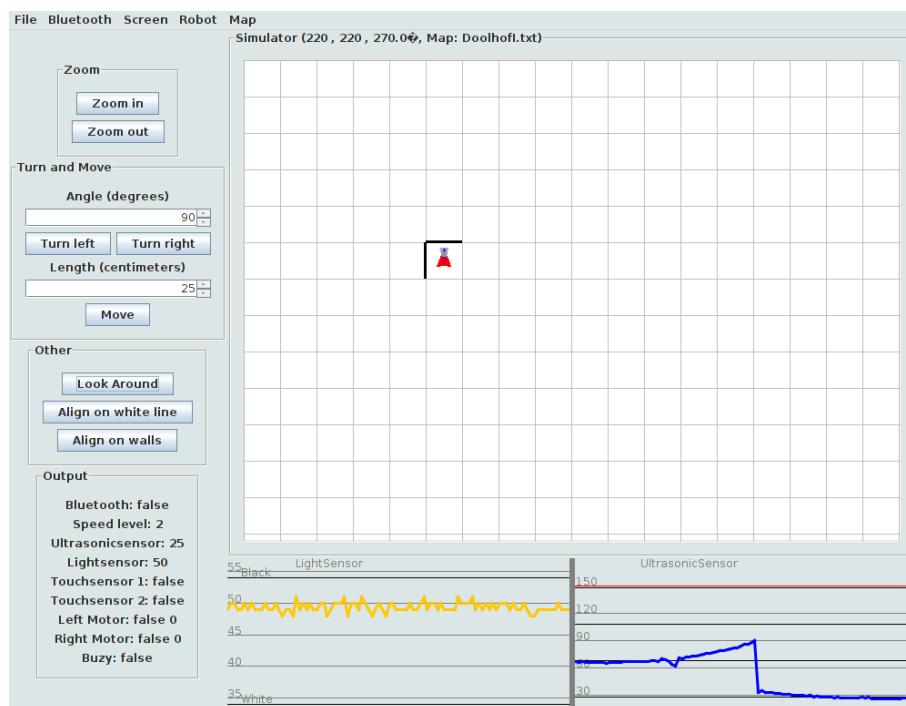 File Bluetooth Screen Robot Map
Simulator (220 , 220 , 270.0�, Map: Doolhofl.txt)
Zoom
Zoom in
Zoom out
Turn and Move
Angle (degrees)
90
Turn left Turn right
Length (centimeters)
25
Move
Other
Look Around
Align on white line
Align on walls
Output
Bluetooth: false
Speed level: 2
Ultrasonicsensor: 25
Lightsensor: 50
Touchsensor 1: false
Touchsensor 2: false
Left Motor: false 0
Right Motor: false 0
Buzy: false
LightSensor
55
Black
50
45
40
35
White
UltrasonicSensor
150
120
90
60
30